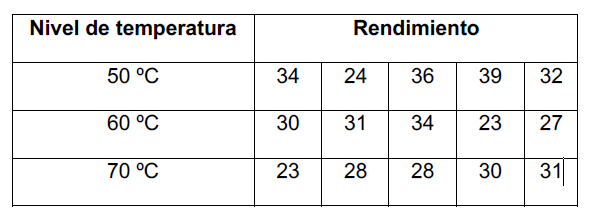 Nivel de temperatura Rendimiento
50 ºC 34 24 36 39 32
60 ºC 30 31 34 23 27
70 ºC 23 28 28 30 31